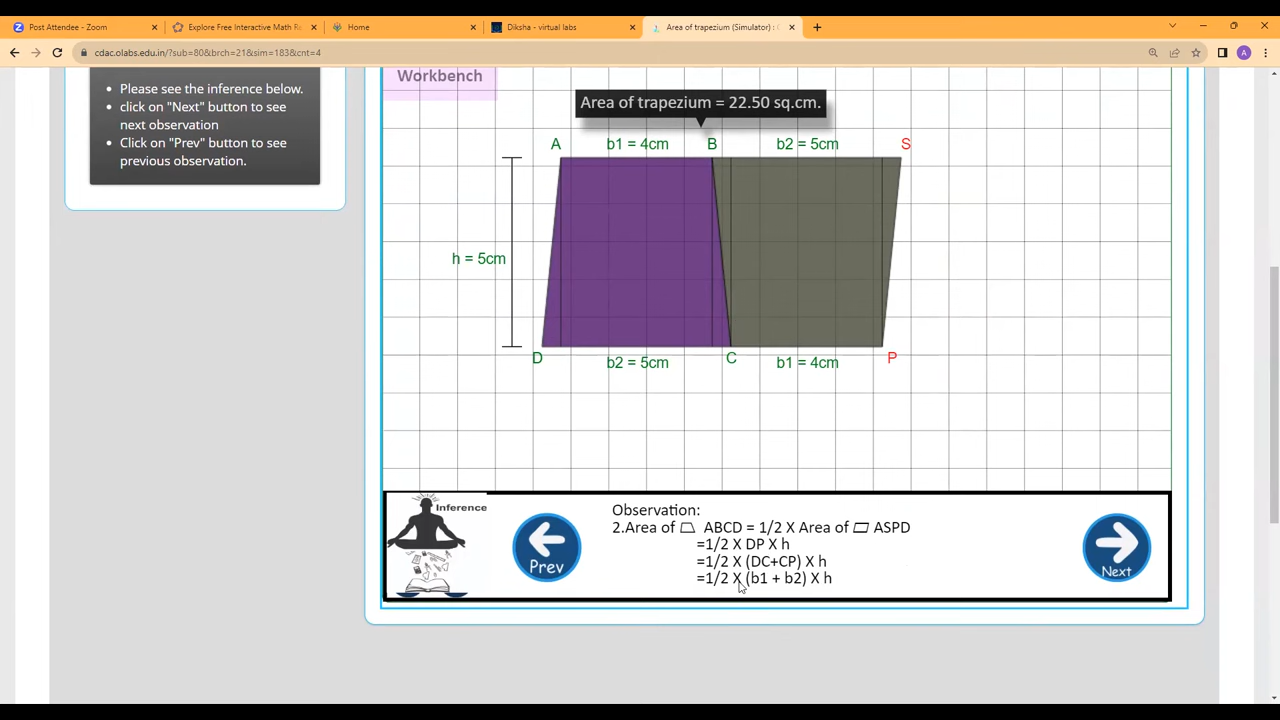 Post Attendee - Zoom
Explore Free Interactive Math Re
Home
Diksha - virtual labs
Area of trapezium (Simulator) : C
cdac.olabs.edu.in/?sub=80&brch=21&sim=183&cnt=4
A
Please see the inference below.
click on "Next" button to see
next observation
Click on "Prev" button to see
previous observation.
Workbench
Area of trapezium = 22.50 sq.cm.
A b1 = 4cm B b2 = 5cm S
h = 5cm
D b2 = 5cm C b1 = 4cm P
Inference
Prev
Observation:
2.Area of ABCD = 1/2 X Area of ASPD
=1/2 X DP X h
=1/2 X (DC+CP) X h
=1/2 X (b1 + b2) X h
Next